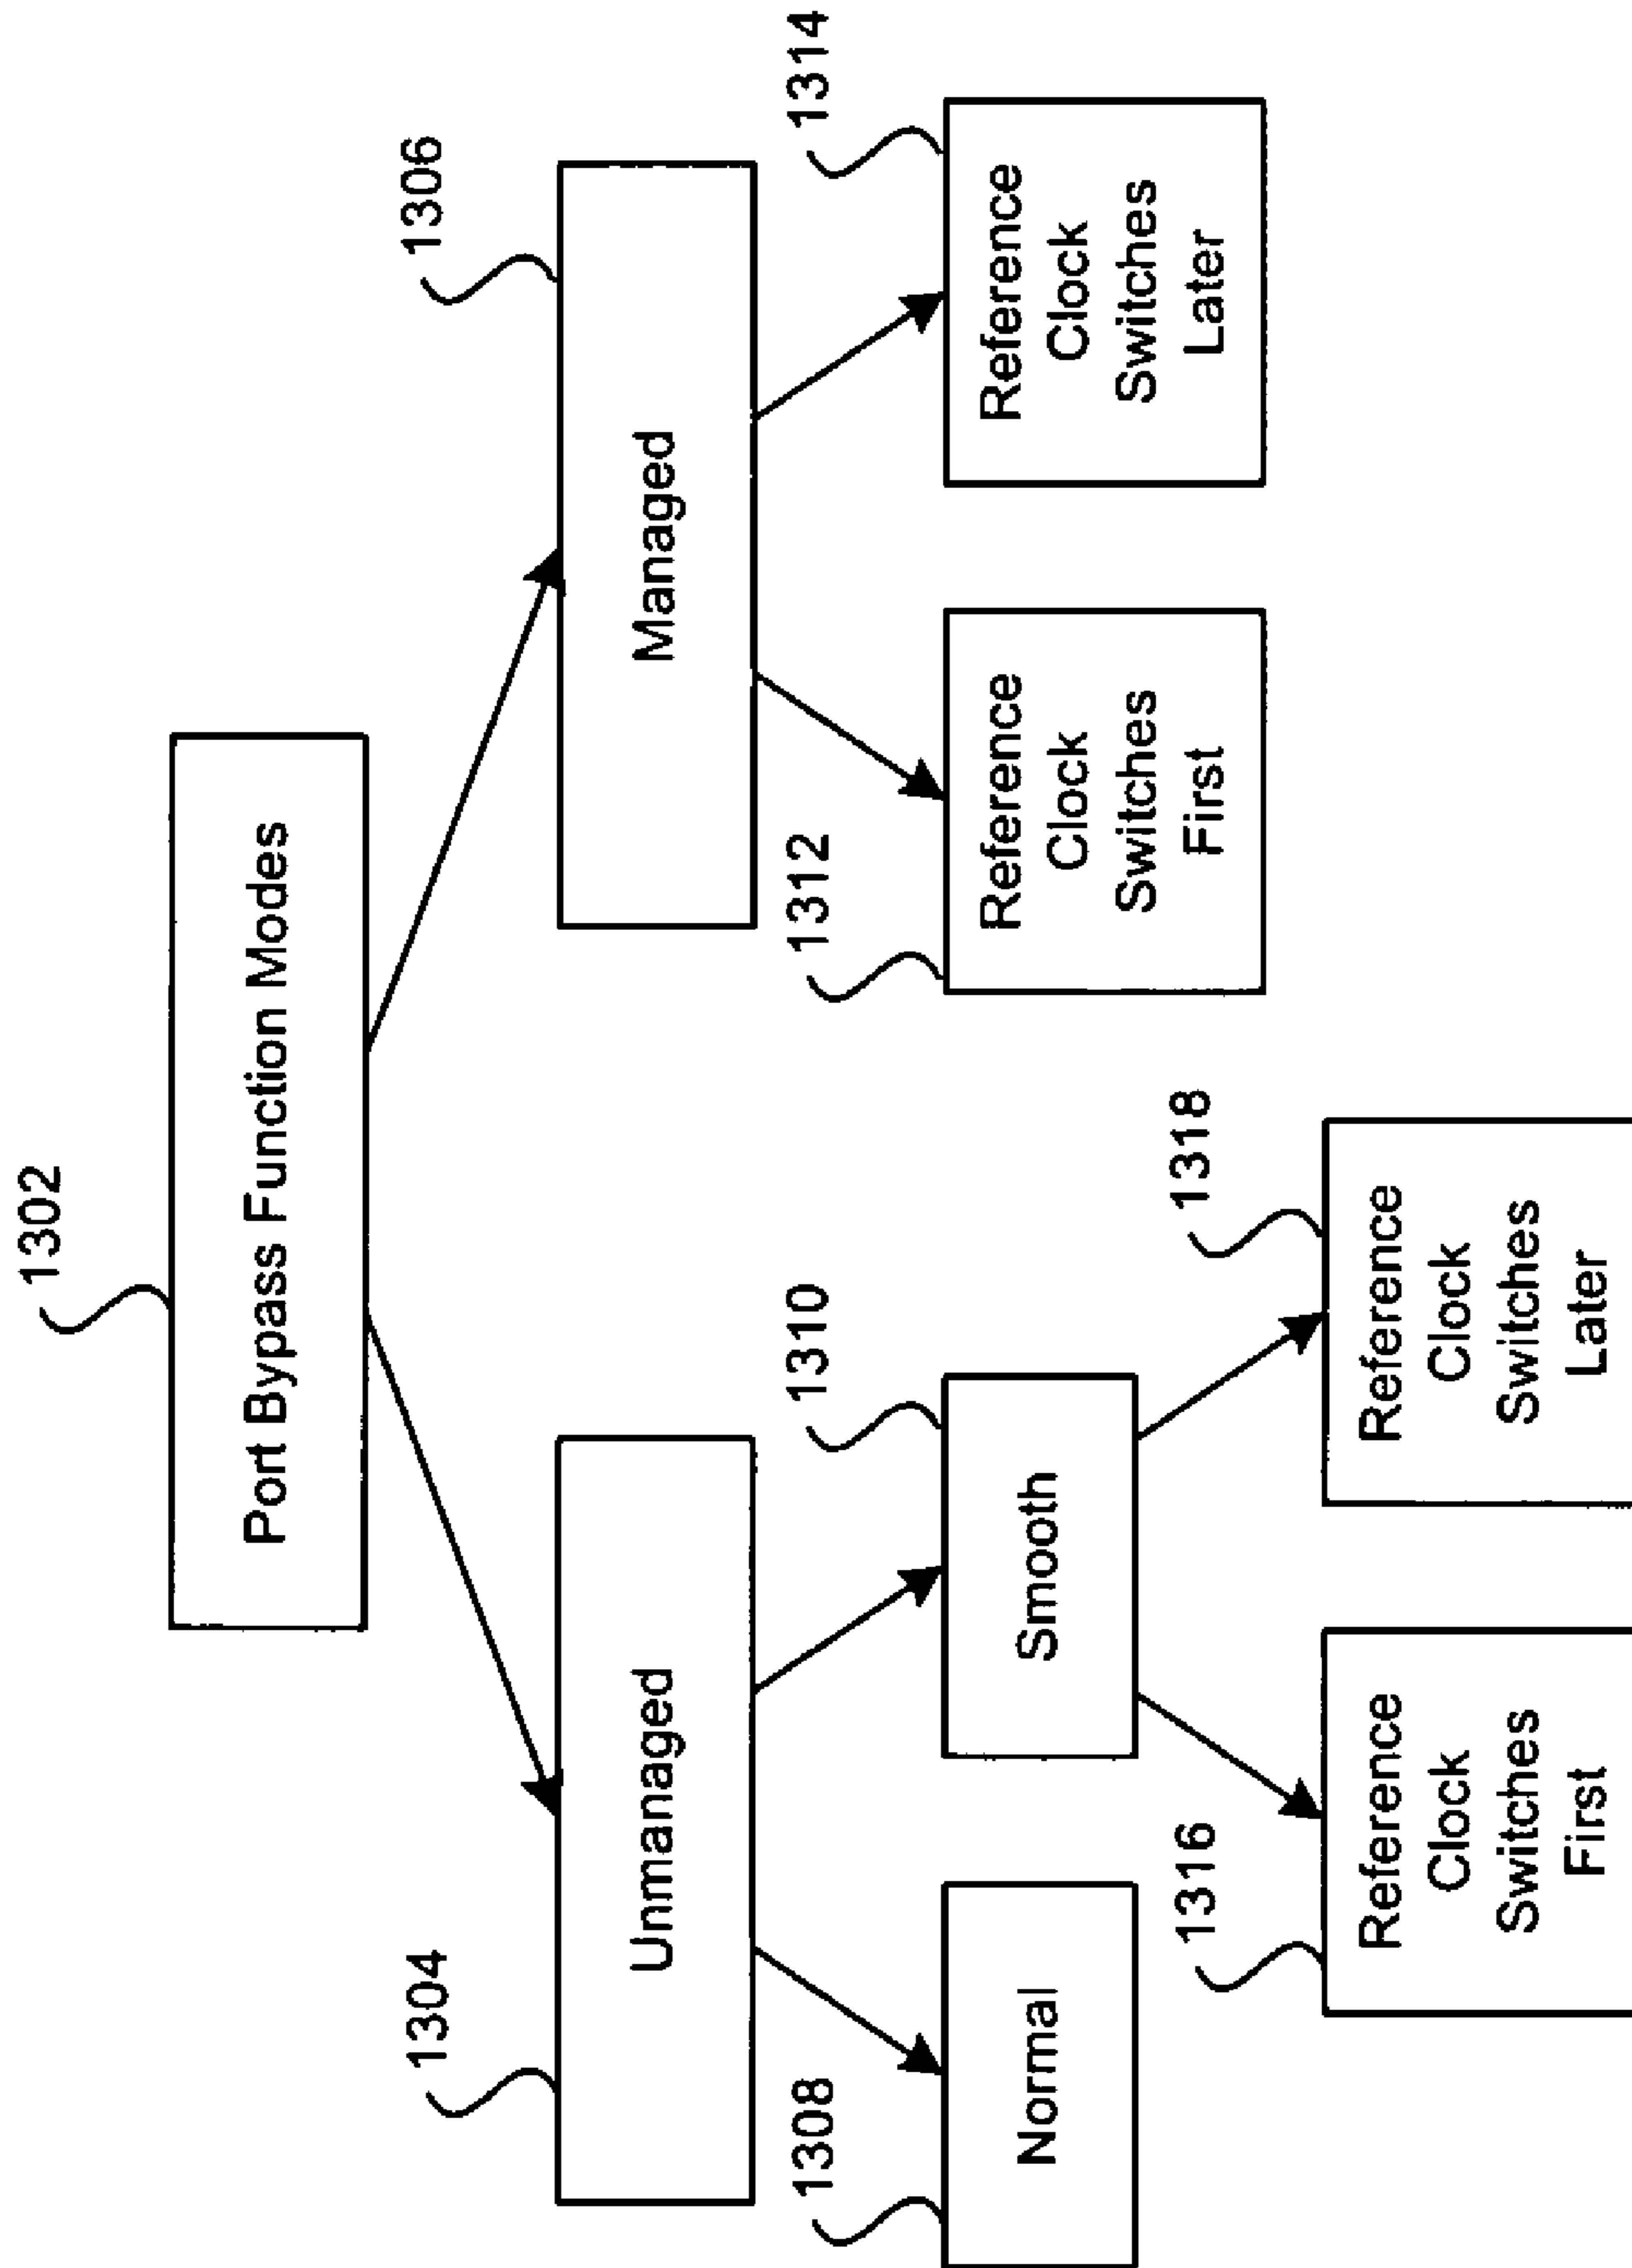 1302
Port Bypass Function Modes
1304
Unmanaged
1306
Managed
1308
Normal
1310
Smooth
1312
Reference
Clock
Switches
First
1314
Reference
Clock
Switches
Later
1316
Reference
Clock
Switches
First
1318
Reference
Clock
Switches
Later